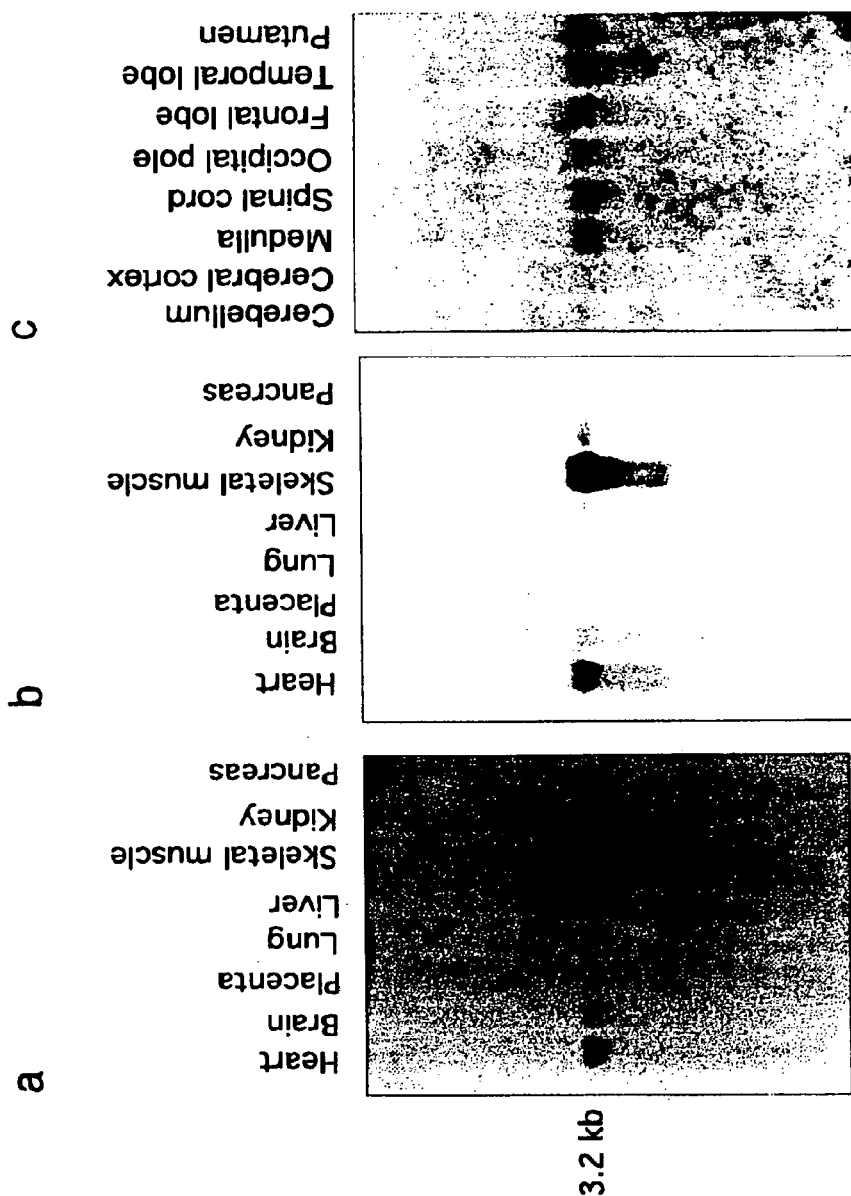 a
Heart
Brain
Placenta
Lung
Liver
Skeletal muscle
Kidney
Pancreas
3.2 kb
b
Heart
Brain
Placenta
Lung
Liver
Skeletal muscle
Kidney
Pancreas
c
Cerebellum
Cerebral cortex
Medulla
Spinal cord
Occipital pole
Frontal lobe
Temporal lobe
Putamen